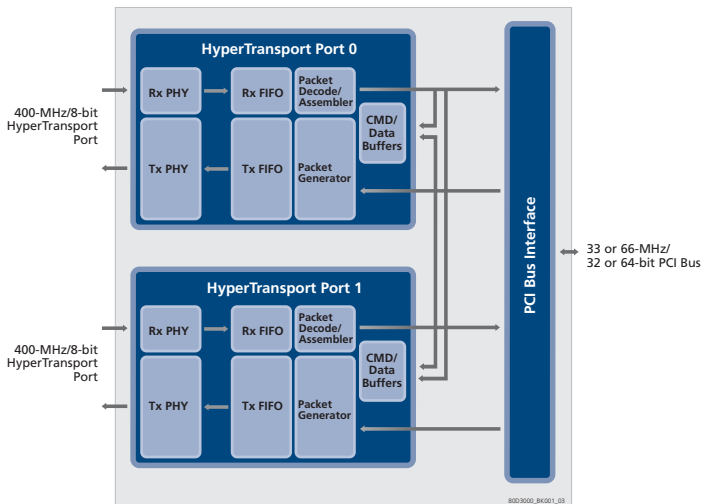 HyperTransport Port 0
Rx PHY
Rx FIFO
Packet
Decode/
Assembler
400-MHz/8-bit
HyperTransport
Port
CMD/
Data
Buffers
Tx PHY
Tx FIFO
Packet
Generator
PCI Bus Interface
33 or 66-MHz/
32 or 64-bit PCI Bus
HyperTransport Port 1
Rx PHY
Rx FIFO
Packet
Decode/
Assembler
400-MHz/8-bit
HyperTransport
Port
CMD/
Data
Buffers
Tx PHY
Tx FIFO
Packet
Generator
80D3000_BK001_03